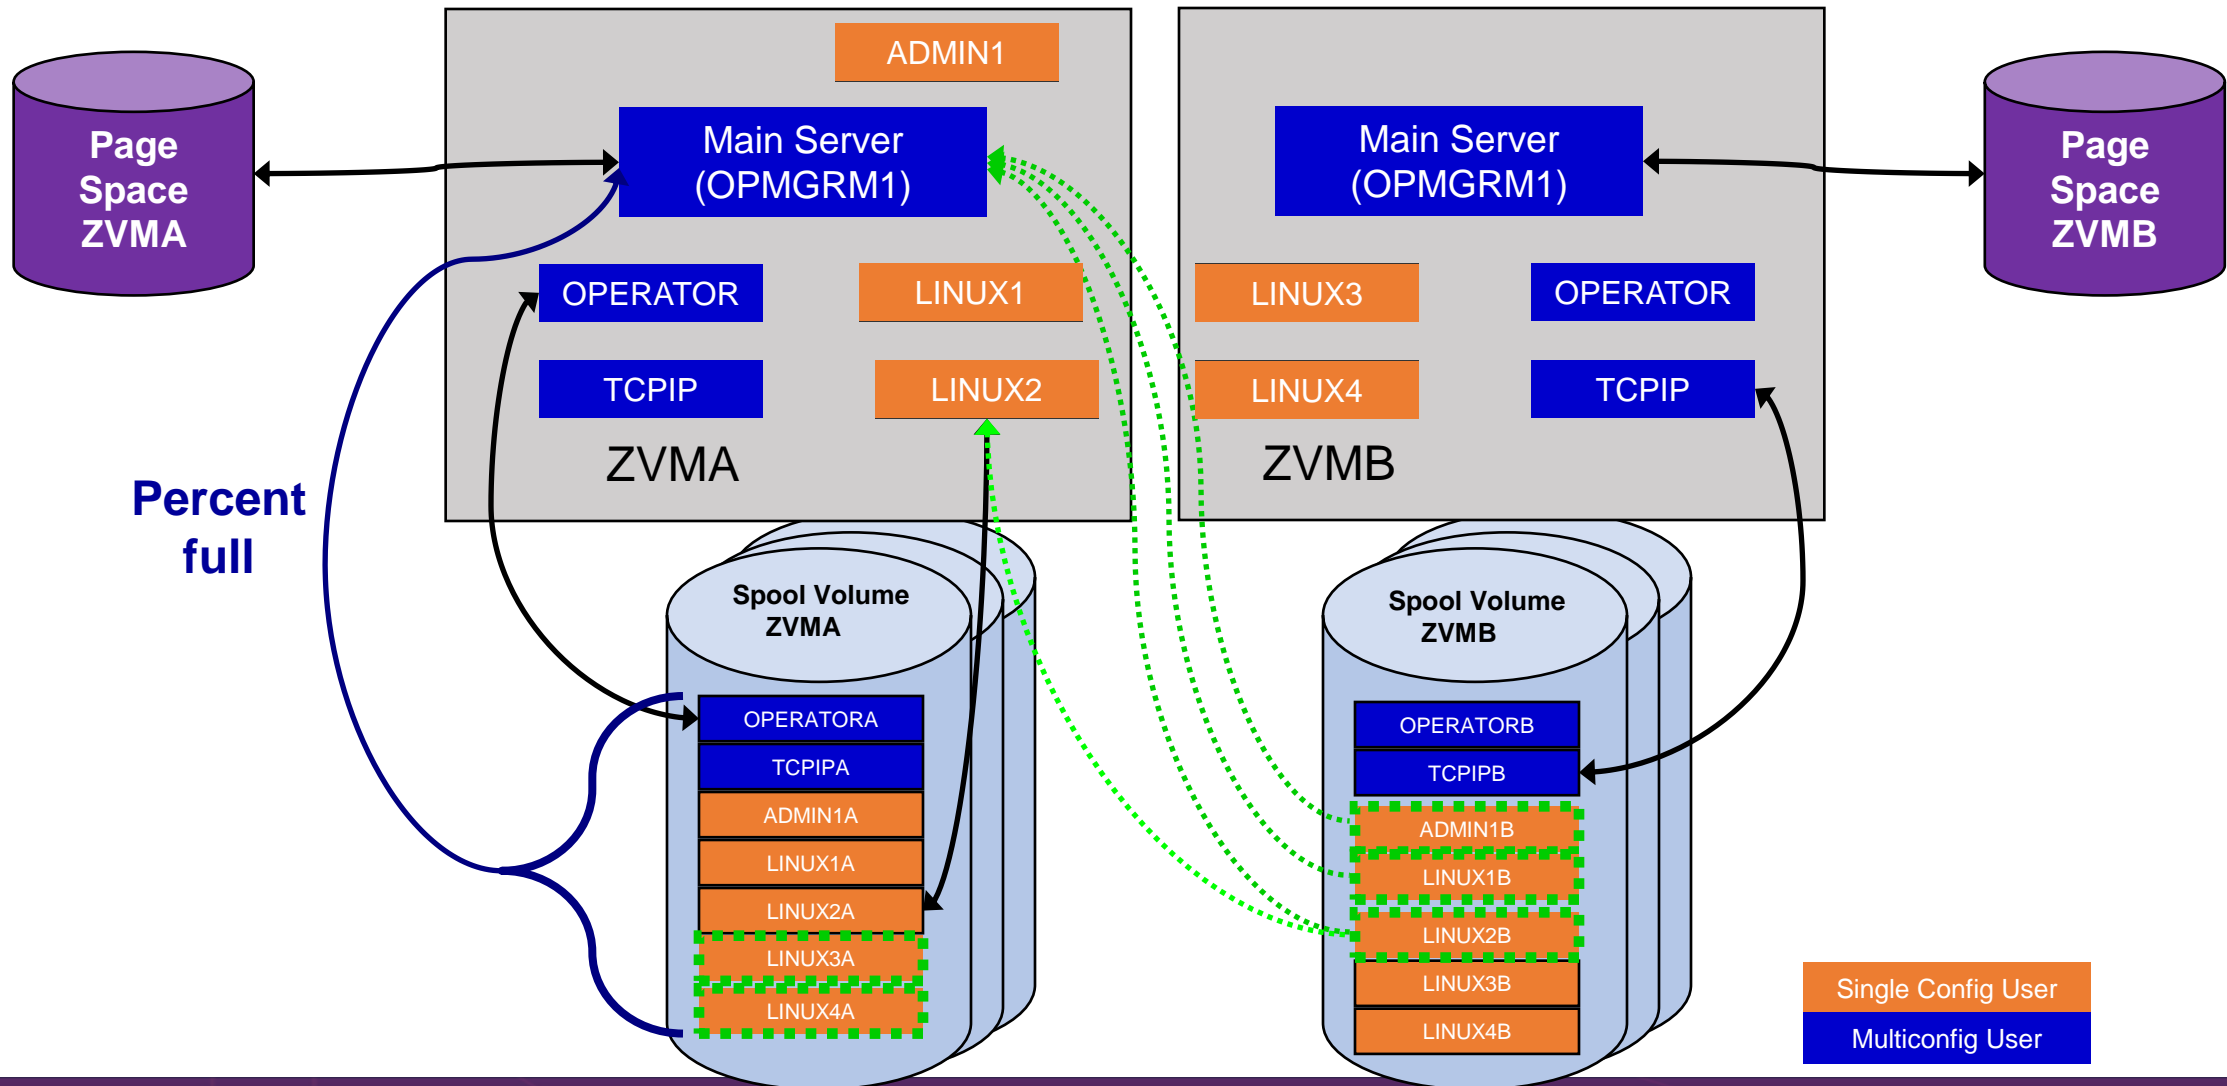 ADMIN1
Page
Space
ZVMA
Main Server
(OPMGRM1)
OPERATOR
LINUX1
TCPIP
LINUX2
ZVMA
Main Server
(OPMGRM1)
LINUX3
OPERATOR
LINUX4
TCPIP
ZVMB
Page
Space
ZVMB
Percent
full
Spool Volume
ZVMA
OPERATORA
TCPIPA
ADMIN1A
LINUX1A
LINUX2A
LINUX3A
LINUX4A
Spool Volume
ZVMB
OPERATORB
TCPIPB
ADMIN1B
LINUX1B
LINUX2B
LINUX3B
LINUX4B
Single Config User
Multiconfig User